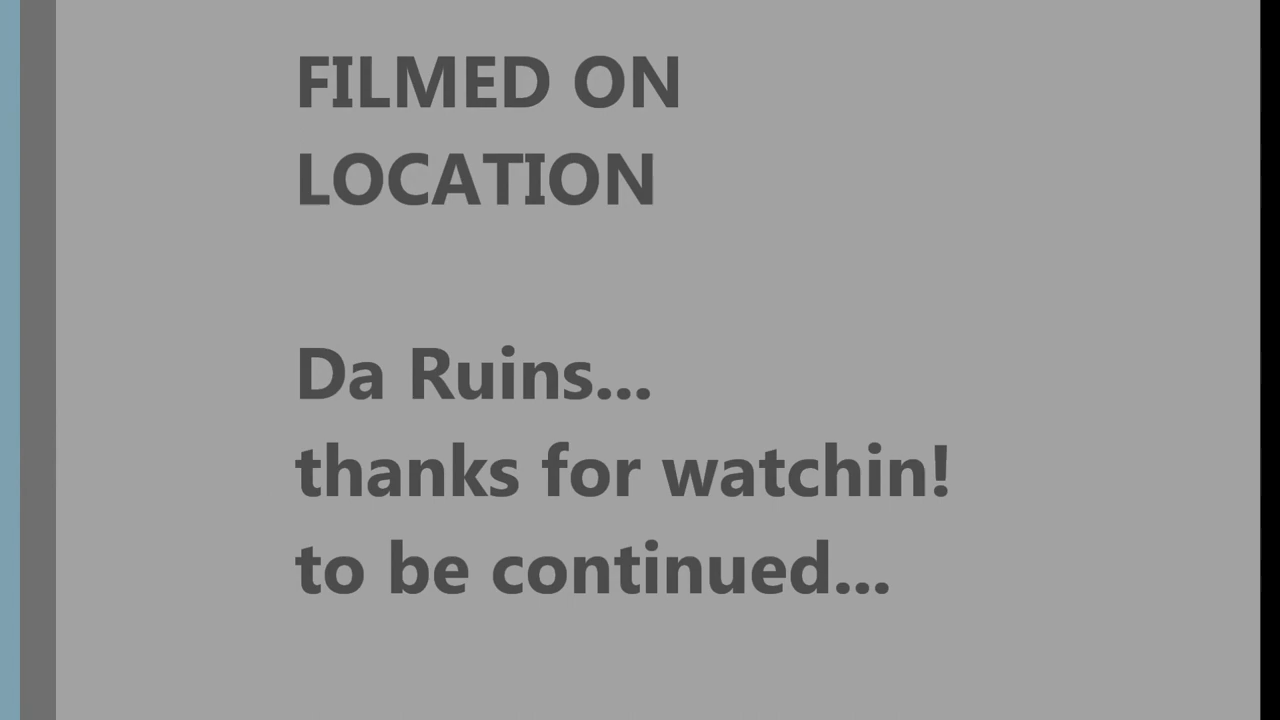 FILMED ON
LOCATION
Da Ruins...
thanks for watchin!
to be continued...